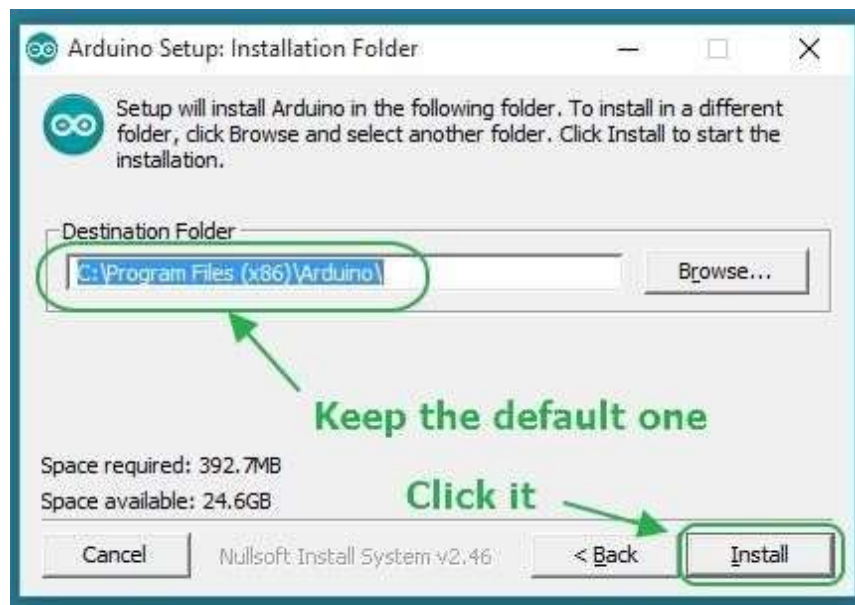 Arduino Setup: Installation Folder
Setup will install Arduino in the following folder. To install in a different
folder, click Browse and select another folder. Click Install to start the
installation.
Destination Folder
C:\Program Files (x86)\Arduino\
Browse...
Keep the default one
Space required: 392.7MB
Space available: 24.6GB
Click it
Cancel
Nullsoft Install System v2.46
< Back
Install